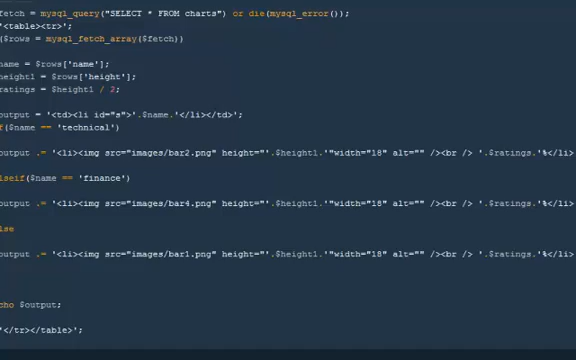 fetch = mysql_query("SELECT * FROM charts") or die(mysql_error());
'<table><tr>';
($rows = mysql_fetch_array($fetch))
name = $rows['name'];
height1 = $rows['height'];
ratings = $height1 / 2;
output = '<td><li id="s">'.$name.'</li></td>';
f($name == 'technical')
output .= '<li><img src="images/bar2.png" height="'.$height1.'"width="18" alt="" /><br /> '.$ratings.'%</li>
lseif($name == 'finance')
output .= '<li><img src="images/bar4.png" height="'.$height1.'"width="18" alt="" /><br /> '.$ratings.'%</li>
lse
output .= '<li><img src="images/bar1.png" height="'.$height1.'"width="18" alt="" /><br /> '.$ratings.'%</li>
cho $output;
'</tr></table>';